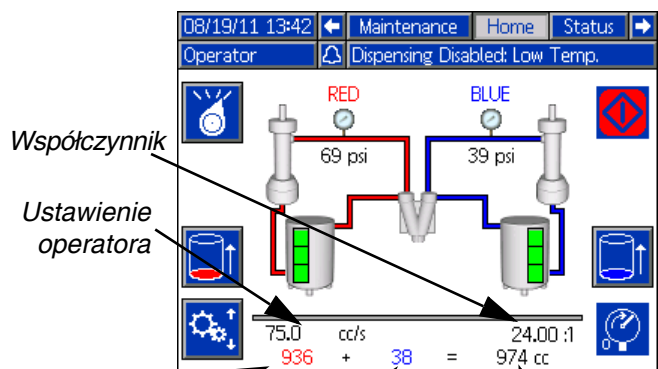 08/19/11 13:42 Maintenance Home Status
Operator Dispensing Disabled: Low Temp.
RED BLUE
69 psi 39 psi
Współczynnik
Ustawienie
operatora
75.0 cc/s 24.00 :1
936 + 38 = 974 cc
0